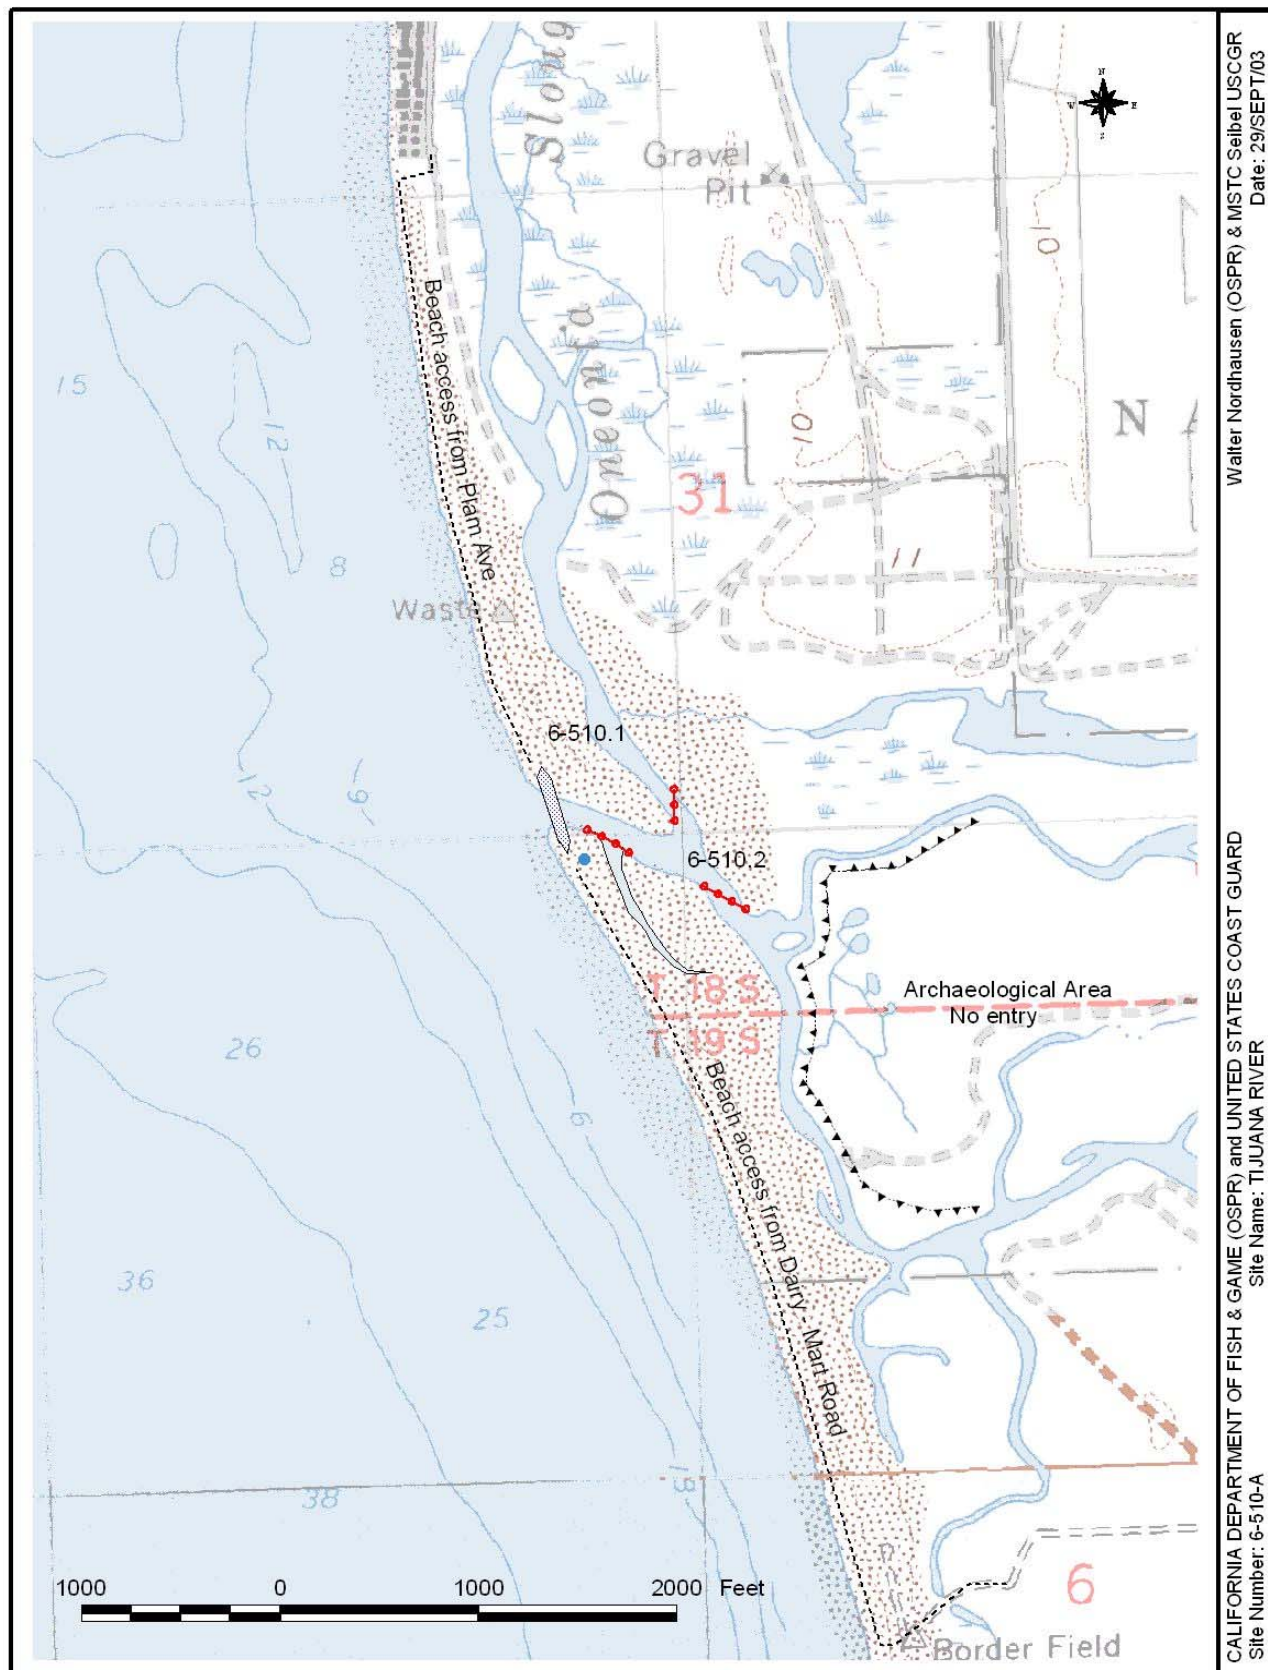 Slough
Gravel
Pit
10
N
N A
15
12
Beach access from Plam Ave
Oneonta
31
10
8
11
Waste
6-510.1
12
6
6-510.2
Archaeological Area
No entry
T. 18 S.
T. 19 S.
26
6
Beach access from Dairy - Mart Road
36
25
13
38
6
Border Field
1000 0 1000 2000 Feet
N
W E
S
Walter Nordhausen (OSPR) & MSTC Seibel USCGR
Date: 29/SEPT/03
CALIFORNIA DEPARTMENT OF FISH & GAME (OSPR) and UNITED STATES COAST GUARD
Site Name: TIJUANA RIVER
Site Number: 6-510-A